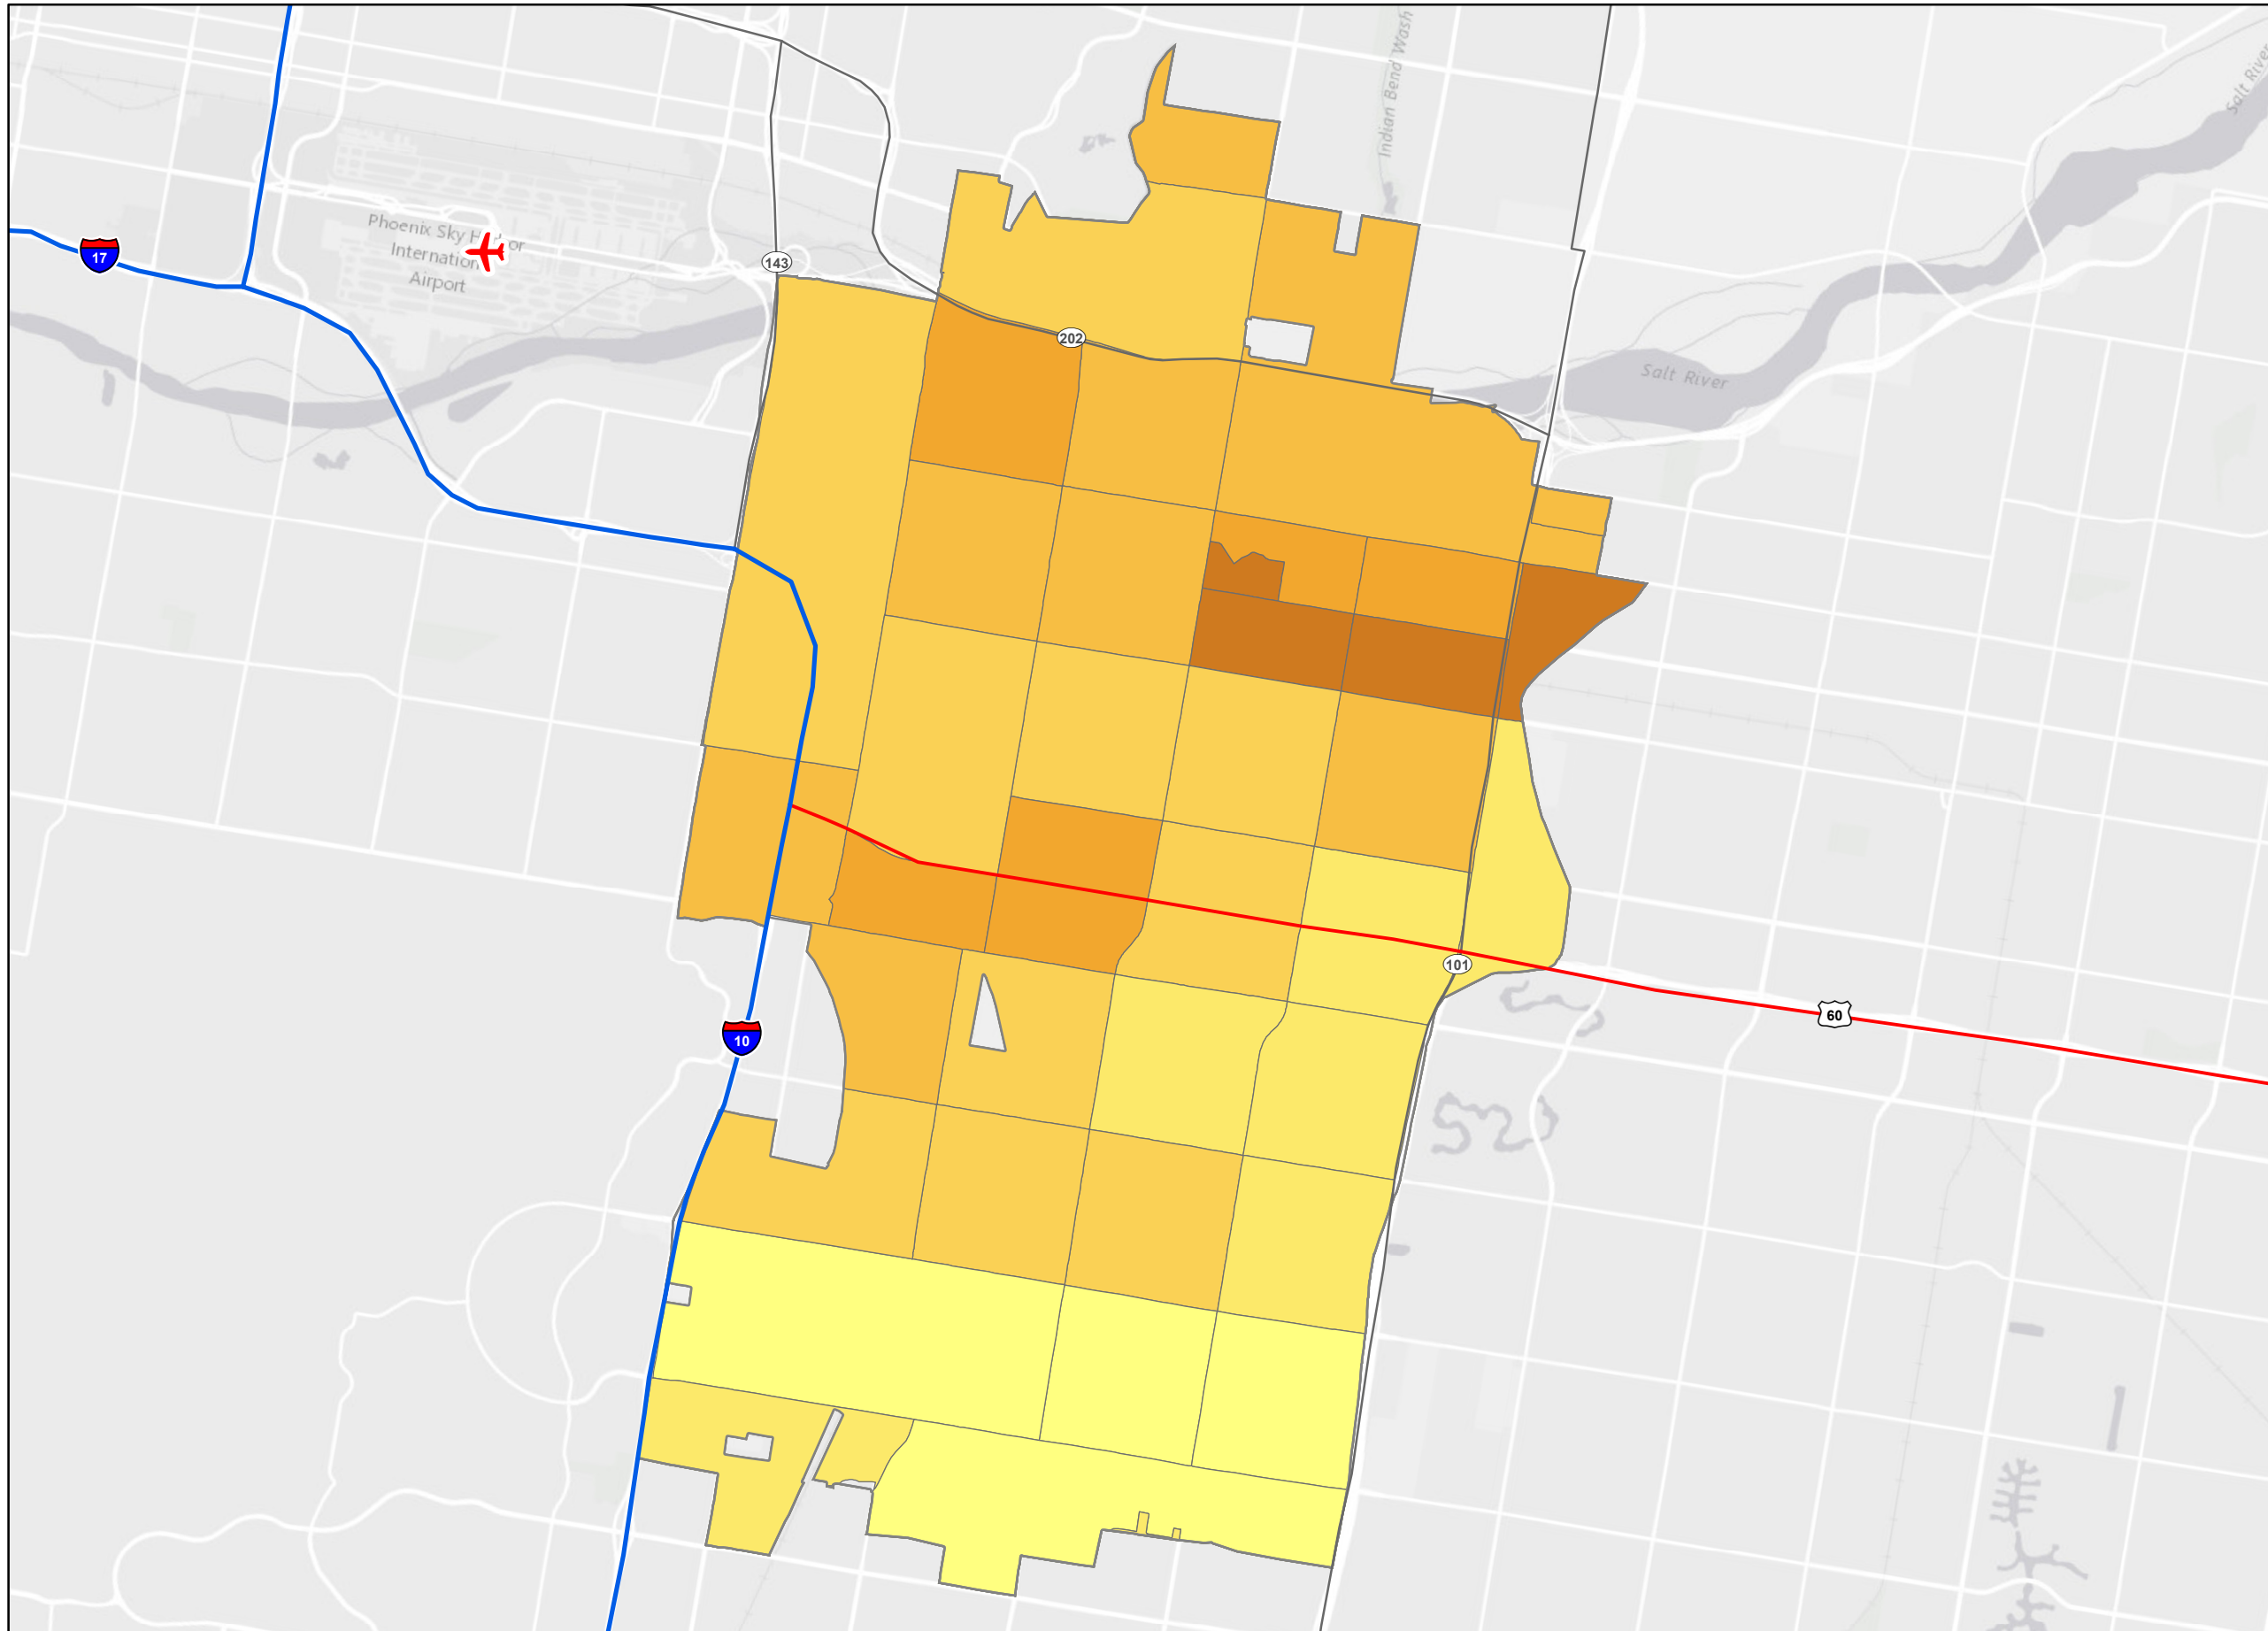 Indian Bend Wash
Salt River
Phoenix Sky Harbor
International
Airport
17
143
202
Salt River
101
60
10